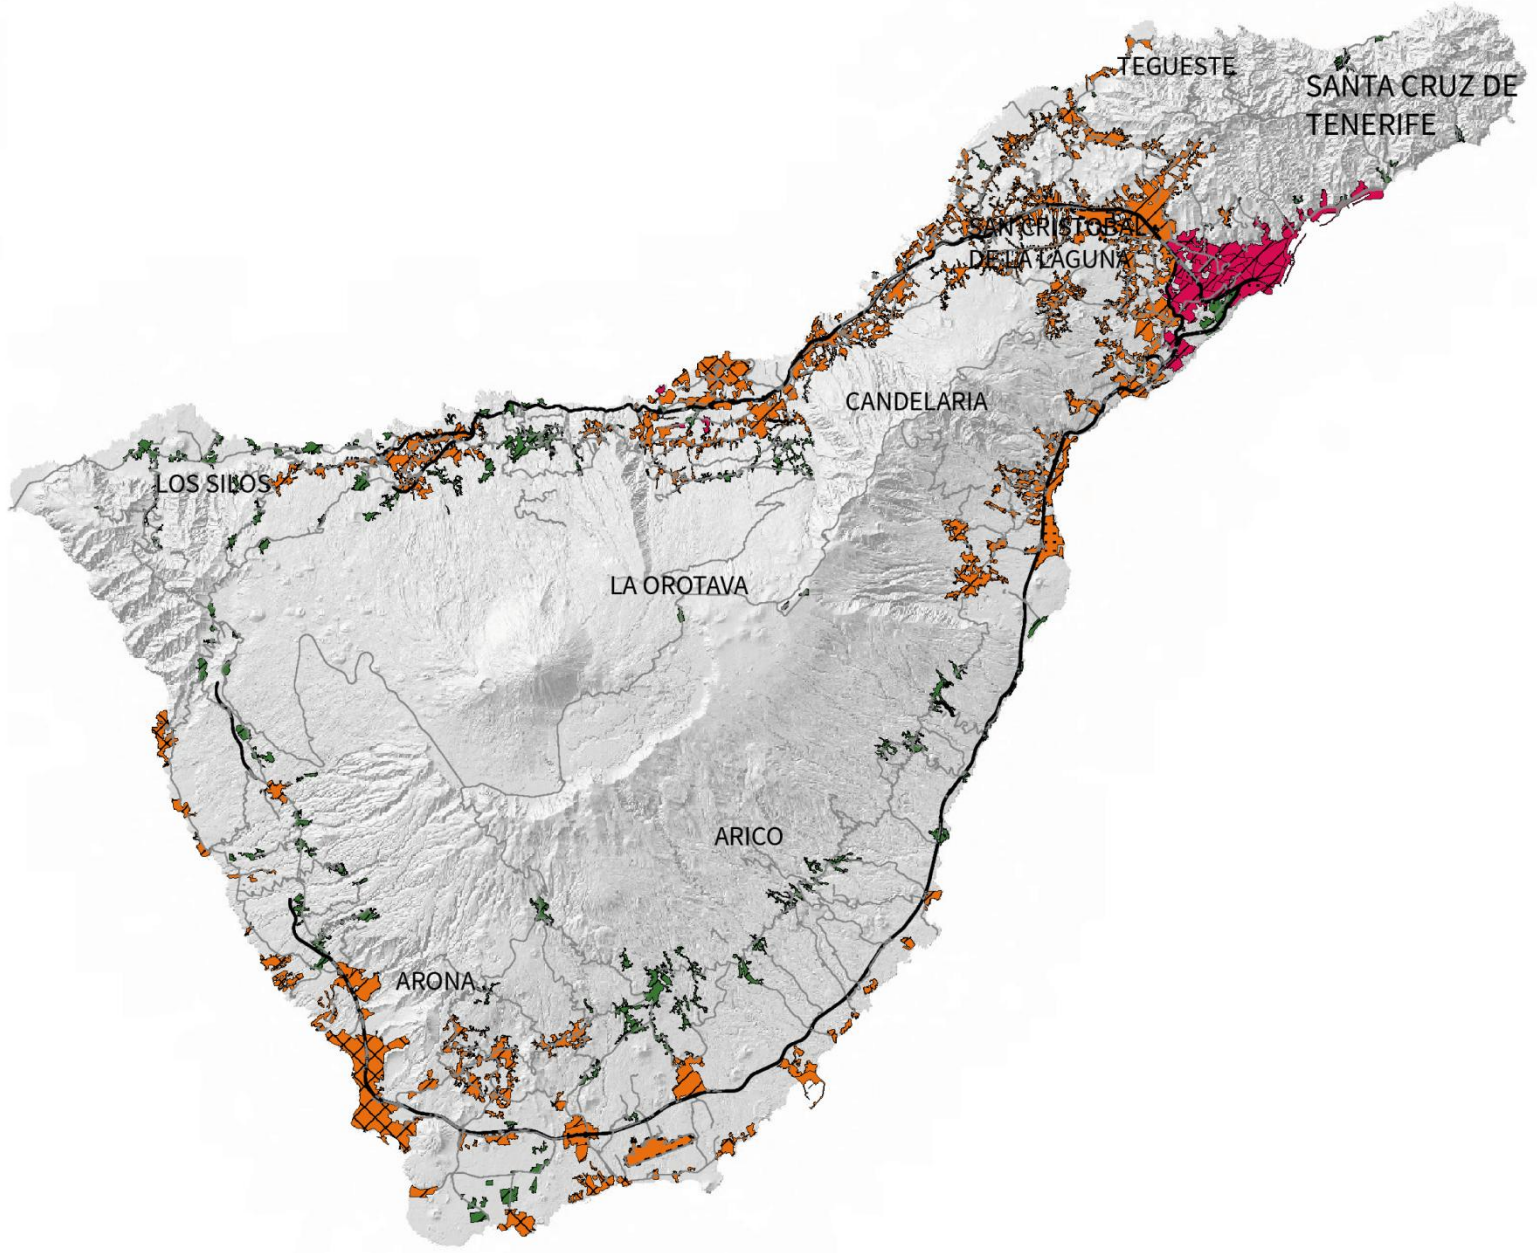 TEGUESTE
SANTA CRUZ DE
TENERIFE
SAN CRISTOBAL
DE LA LAGUNA
CANDELARIA
LOS SILOS
LA OROTAVA
ARICO
ARONA